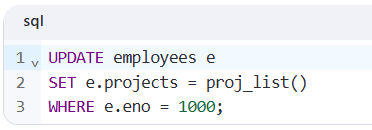 sql
1 UPDATE employees e
2 SET e.projects = proj_list()
3 WHERE e.eno = 1000;